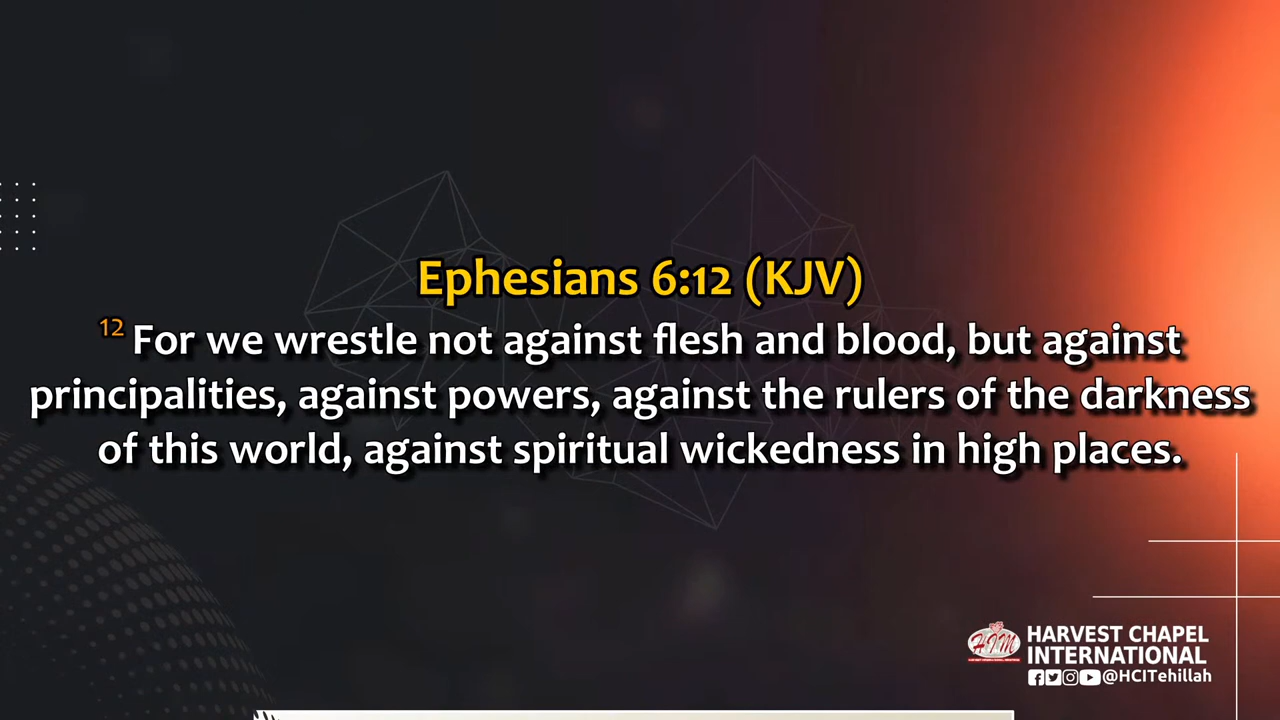 Ephesians 6:12 (KJV)
12 For we wrestle not against flesh and blood, but against
principalities, against powers, against the rulers of the darkness
of this world, against spiritual wickedness in high places.
HIM
HARVEST CHAPEL
INTERNATIONAL
@HCITehillah